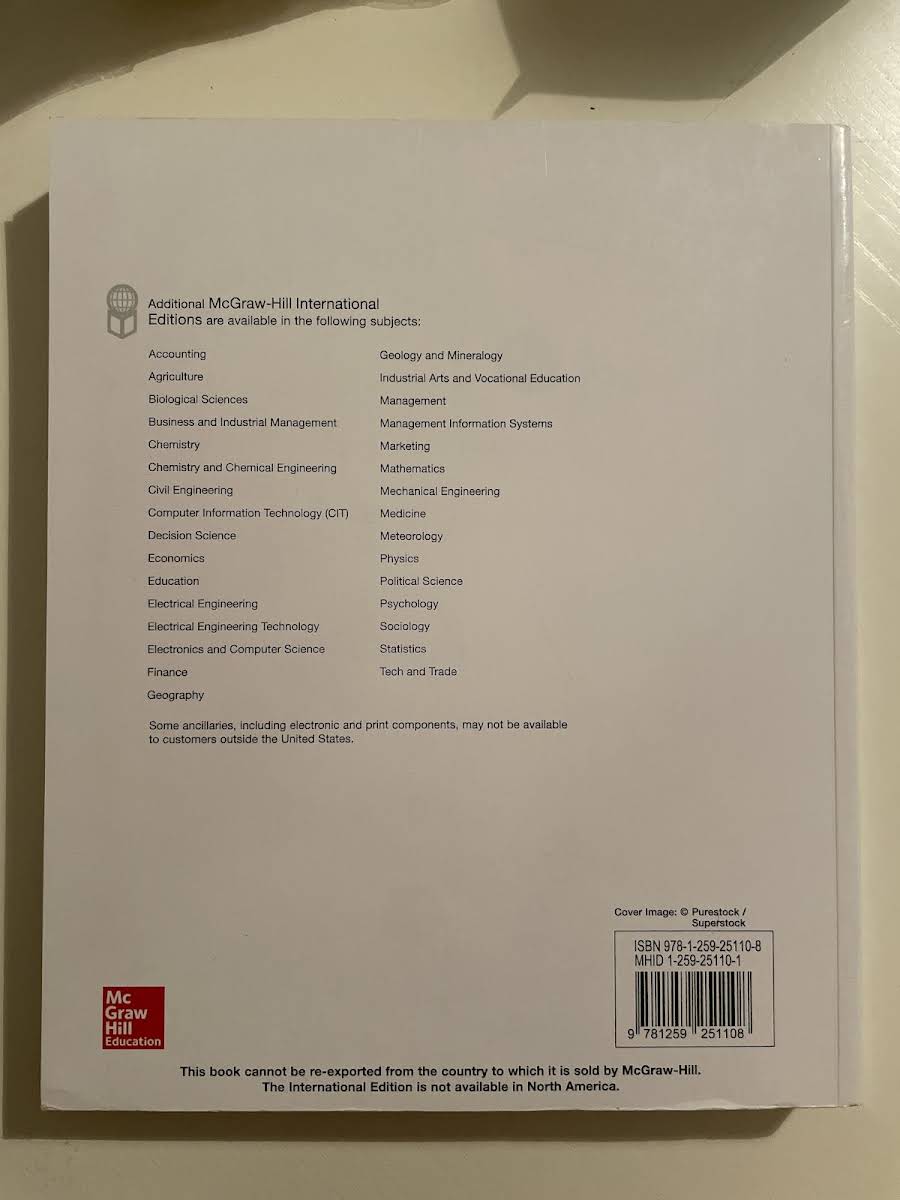 Additional McGraw-Hill International
Editions are available in the following subjects:
Accounting
Agriculture
Biological Sciences
Business and Industrial Management
Chemistry
Chemistry and Chemical Engineering
Civil Engineering
Computer Information Technology (CIT)
Decision Science
Economics
Education
Electrical Engineering
Electrical Engineering Technology
Electronics and Computer Science
Finance
Geography
Geology and Mineralogy
Industrial Arts and Vocational Education
Management
Management Information Systems
Marketing
Mathematics
Mechanical Engineering
Medicine
Meteorology
Physics
Political Science
Psychology
Sociology
Statistics
Tech and Trade
Some ancillaries, including electronic and print components, may not be available
to customers outside the United States.
Cover Image: © Purestock /
Superstock
ISBN 978-1-259-25110-8
MHID 1-259-25110-1
9 781259 251108
Mc
Graw
Hill
Education
This book cannot be re-exported from the country to which it is sold by McGraw-Hill.
The International Edition is not available in North America.